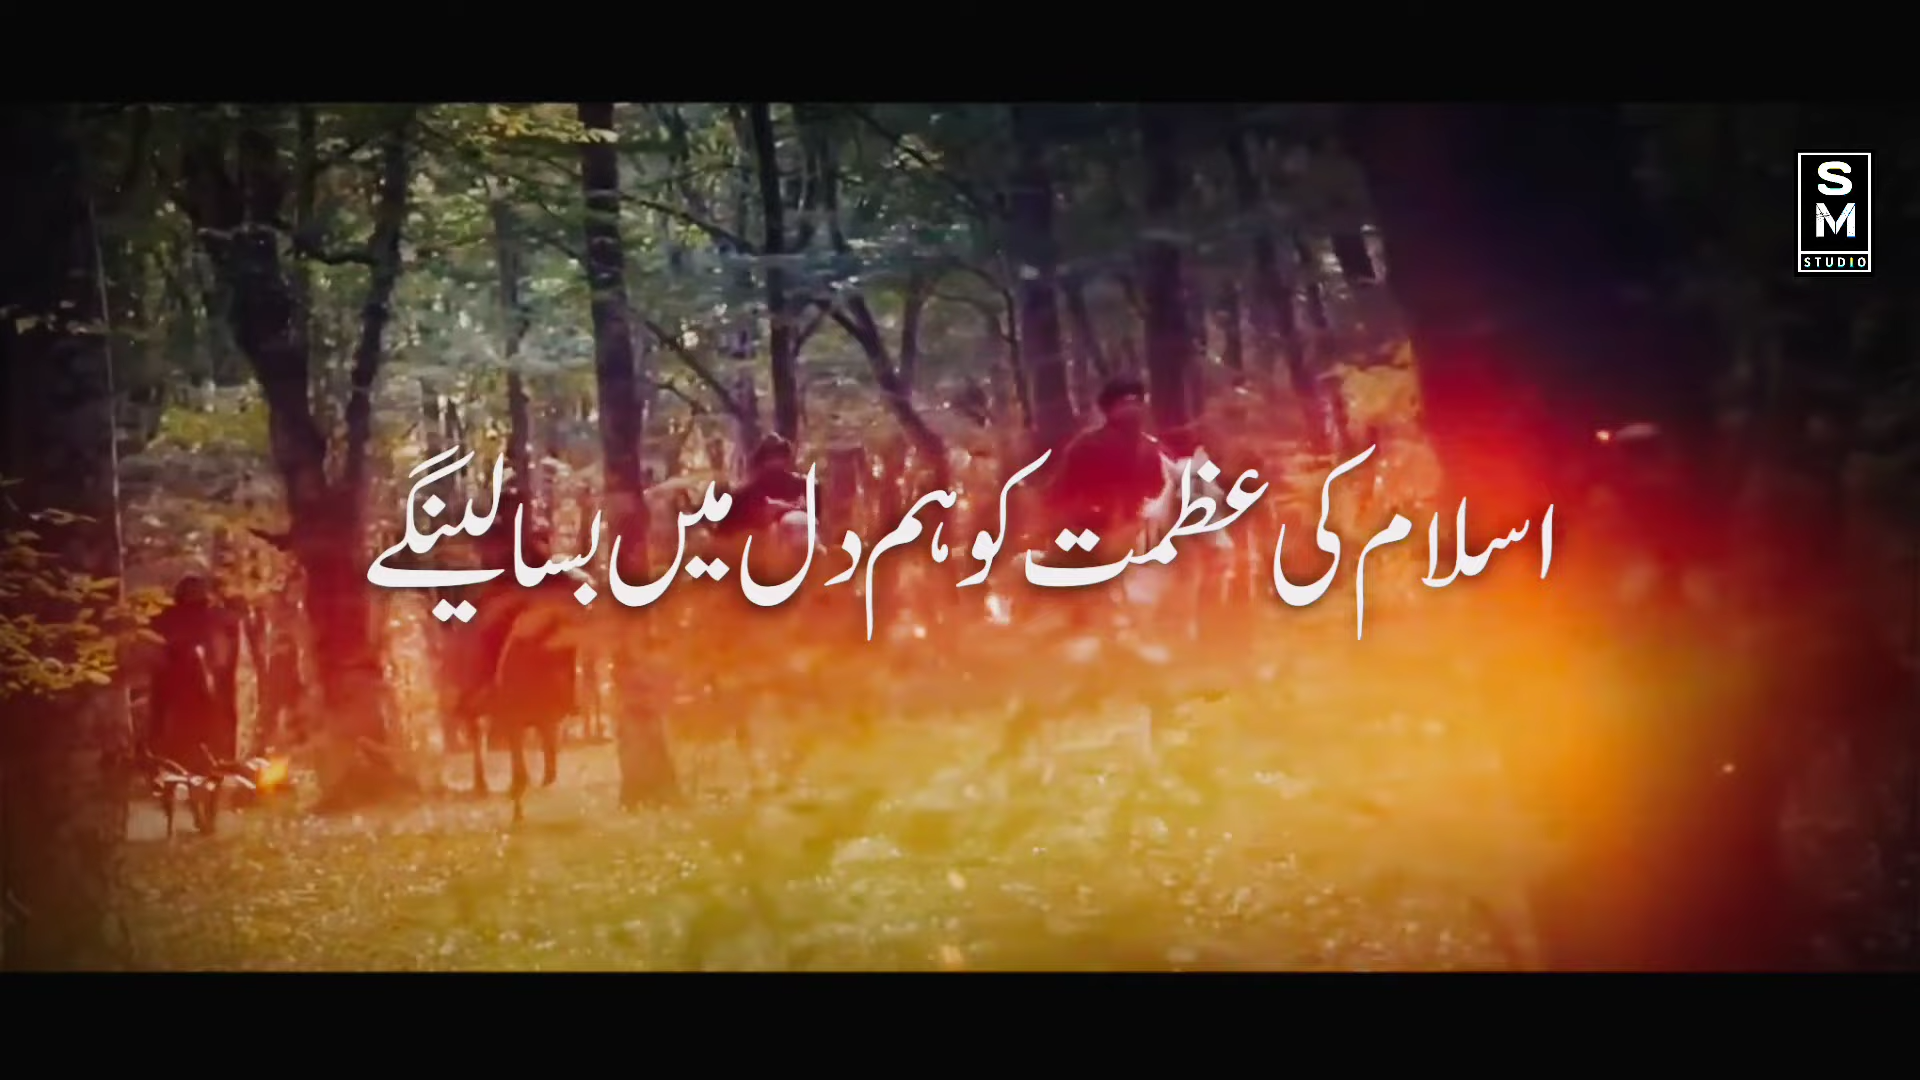 اسلام کی عظمت کو ہم دل میں بسا لینگے
S
M
STUDIO